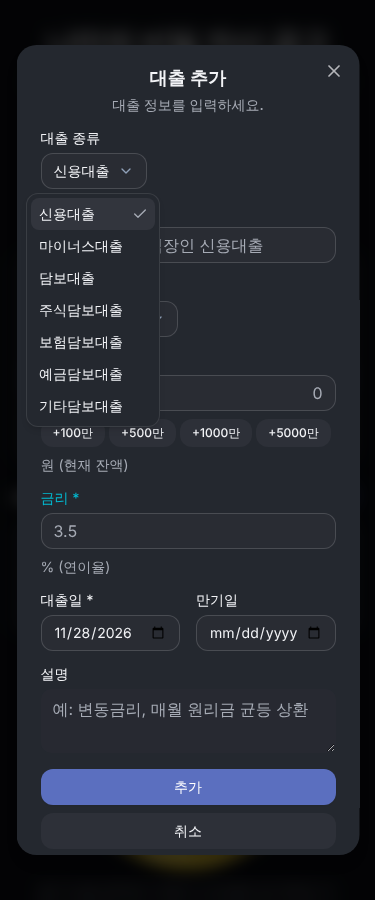 대출 추가
대출 정보를 입력하세요.
대출 종류
신용대출
신용대출
마이너스대출
담보대출
주식담보대출
보험담보대출
예금담보대출
기타담보대출
신용대출
0
+100만 +500만 +1000만 +5000만
원 (현재 잔액)
금리 *
3.5
% (연이율)
대출일 * 만기일
11/28/2026 mm/dd/yyyy
설명
예: 변동금리, 매월 원리금 균등 상환
추가
취소